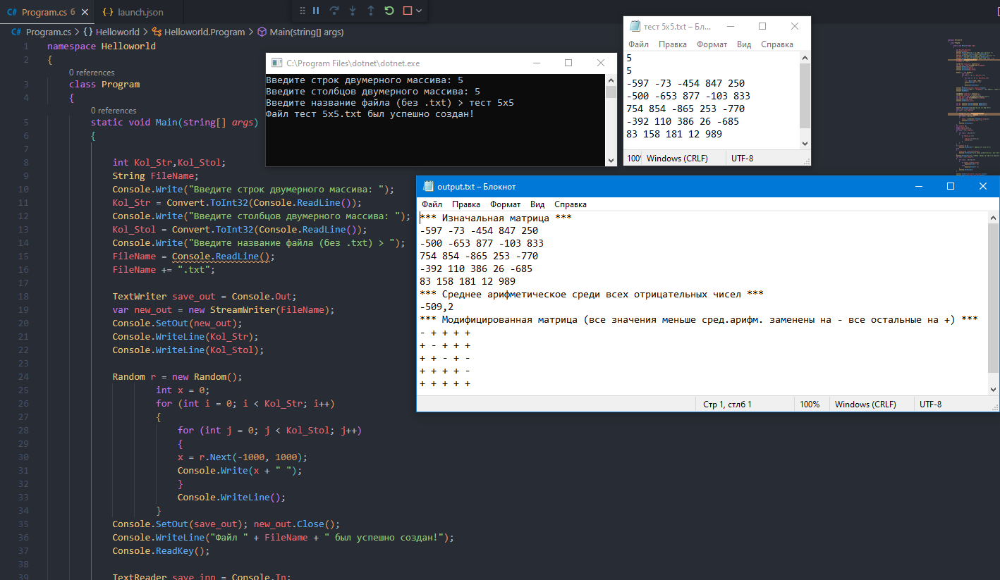 Program.cs 6
launch.json
Program.cs > {} Helloworld > Helloworld.Program > Main(string[] args)
1 namespace Helloworld
2 {
0 references
3 class Program
4 {
0 references
5 static void Main(string[] args)
6 {
7
8 int Kol_Str,Kol_Stol;
9 String FileName;
10 Console.Write("Введите строк двумерного массива: ");
11 Kol_Str = Convert.ToInt32(Console.ReadLine());
12 Console.Write("Введите столбцов двумерного массива: ");
13 Kol_Stol = Convert.ToInt32(Console.ReadLine());
14 Console.Write("Введите название файла (без .txt) > ");
15 FileName = Console.ReadLine();
16 FileName += ".txt";
17
18 TextWriter save_out = Console.Out;
19 var new_out = new StreamWriter(FileName);
20 Console.SetOut(new_out);
21 Console.WriteLine(Kol_Str);
22 Console.WriteLine(Kol_Stol);
23
24 Random r = new Random();
25 int x = 0;
26 for (int i = 0; i < Kol_Str; i++)
27 {
28 for (int j = 0; j < Kol_Stol; j++)
29 {
30 x = r.Next(-1000, 1000);
31 Console.Write(x + " ");
32 }
33 Console.WriteLine();
34 }
35 Console.SetOut(save_out); new_out.Close();
36 Console.WriteLine("Файл " + FileName + " был успешно создан!");
37 Console.ReadKey();
38
39 TextReader save_inn = Console.In;
C:\Program Files\dotnet\dotnet.exe
Введите строк двумерного массива: 5
Введите столбцов двумерного массива: 5
Введите название файла (без .txt) > тест 5x5
Файл тест 5x5.txt был успешно создан!
тест 5x5.txt – Бл...
Файл Правка Формат Вид Справка
5
5
-597 -73 -454 847 250
-500 -653 877 -103 833
754 854 -865 253 -770
-392 110 386 26 -685
83 158 181 12 989
100% Windows (CRLF) UTF-8
output.txt – Блокнот
Файл Правка Формат Вид Справка
*** Изначальная матрица ***
-597 -73 -454 847 250
-500 -653 877 -103 833
754 854 -865 253 -770
-392 110 386 26 -685
83 158 181 12 989
*** Среднее арифметическое среди всех отрицательных чисел ***
-509,2
*** Модифицированная матрица (все значения меньше сред.арифм. заменены на - все остальные на +) ***
- + + + +
+ - + + +
+ + - + -
+ + + + -
+ + + + +
Стр 1, стлб 1 100% Windows (CRLF) UTF-8